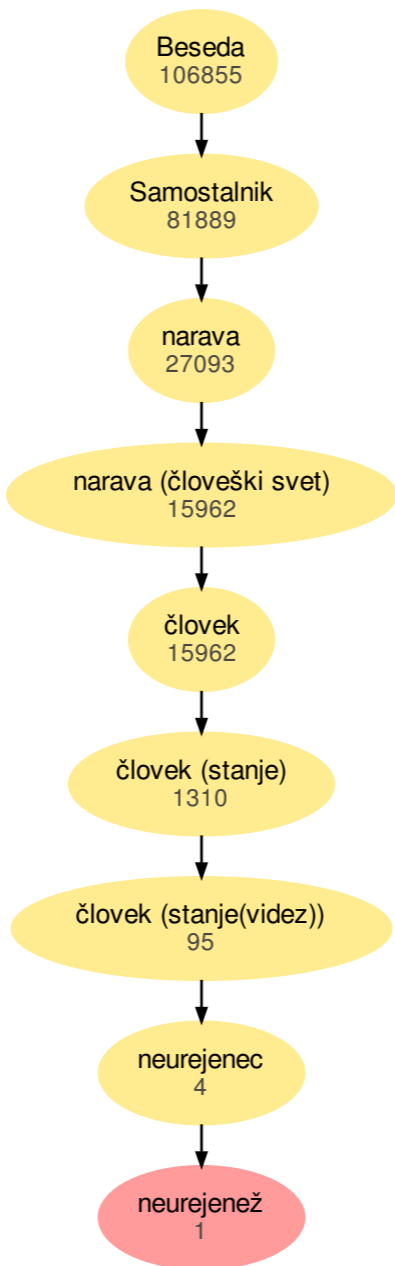 Beseda
106855
Samostalnik
81889
narava
27093
narava (človeški svet)
15962
človek
15962
človek (stanje)
1310
človek (stanje(videz))
95
neurejenec
4
neurejenež
1